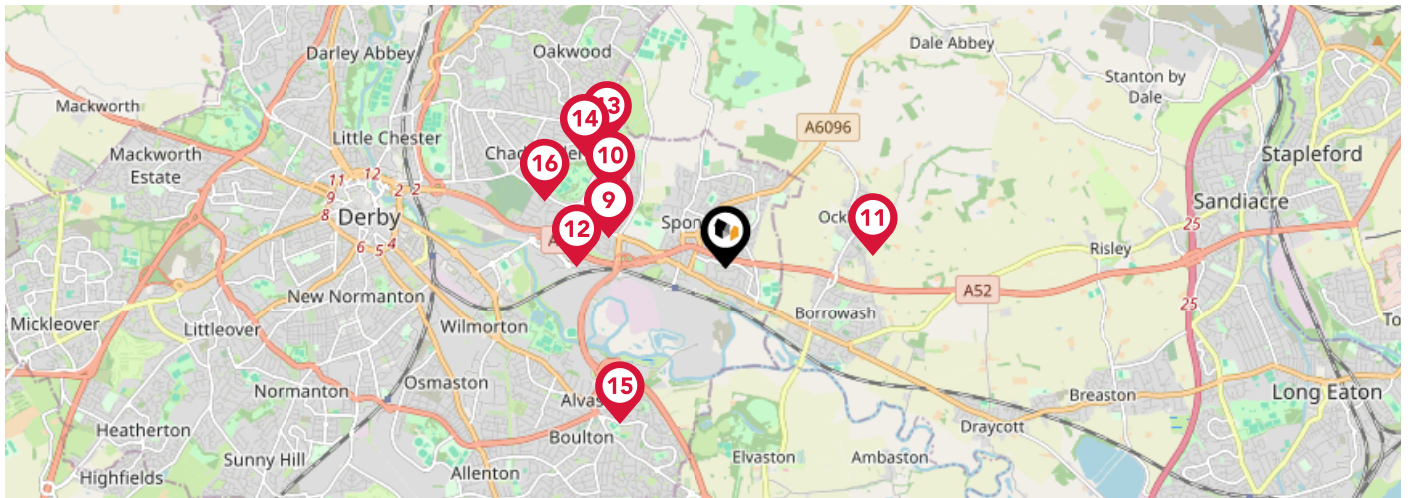 Darley Abbey
Oakwood
Dale Abbey
Stanton by
Dale
Mackworth
13
14
A6096
Little Chester
Mackworth
Estate
16
10
Stapleford
11
12
2
2
9
8
Derby
6
5
4
9
12
11
25
Sandiacre
Risley
A52
New Normanton
Borrowash
25
Mickleover
Littleover
Wilmorton
Osmaston
15
Normanton
Breaston
Long Eaton
Heatherton
Boulton
Draycott
Sunny Hill
Allenton
Elvaston
Ambaston
Highfields